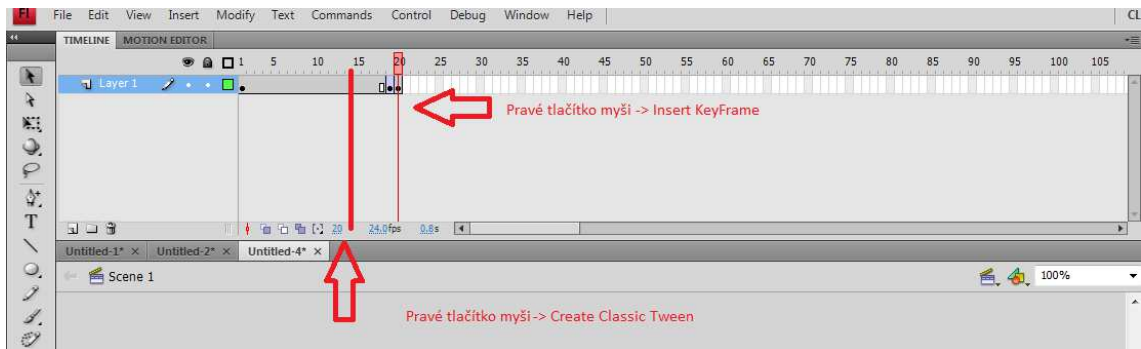 Fl File Edit View Insert Modify Text Commands Control Debug Window Help CL
TIMELINE MOTION EDITOR
1 5 10 15 20 25 30 35 40 45 50 55 60 65 70 75 80 85 90 95 100 105
Layer 1
Pravé tlačítko myši -> Insert KeyFrame
T
20 24.0fps 0.8s
Untitled-1* × Untitled-2* × Untitled-4* ×
Scene 1 100%
Pravé tlačítko myši-> Create Classic Tween